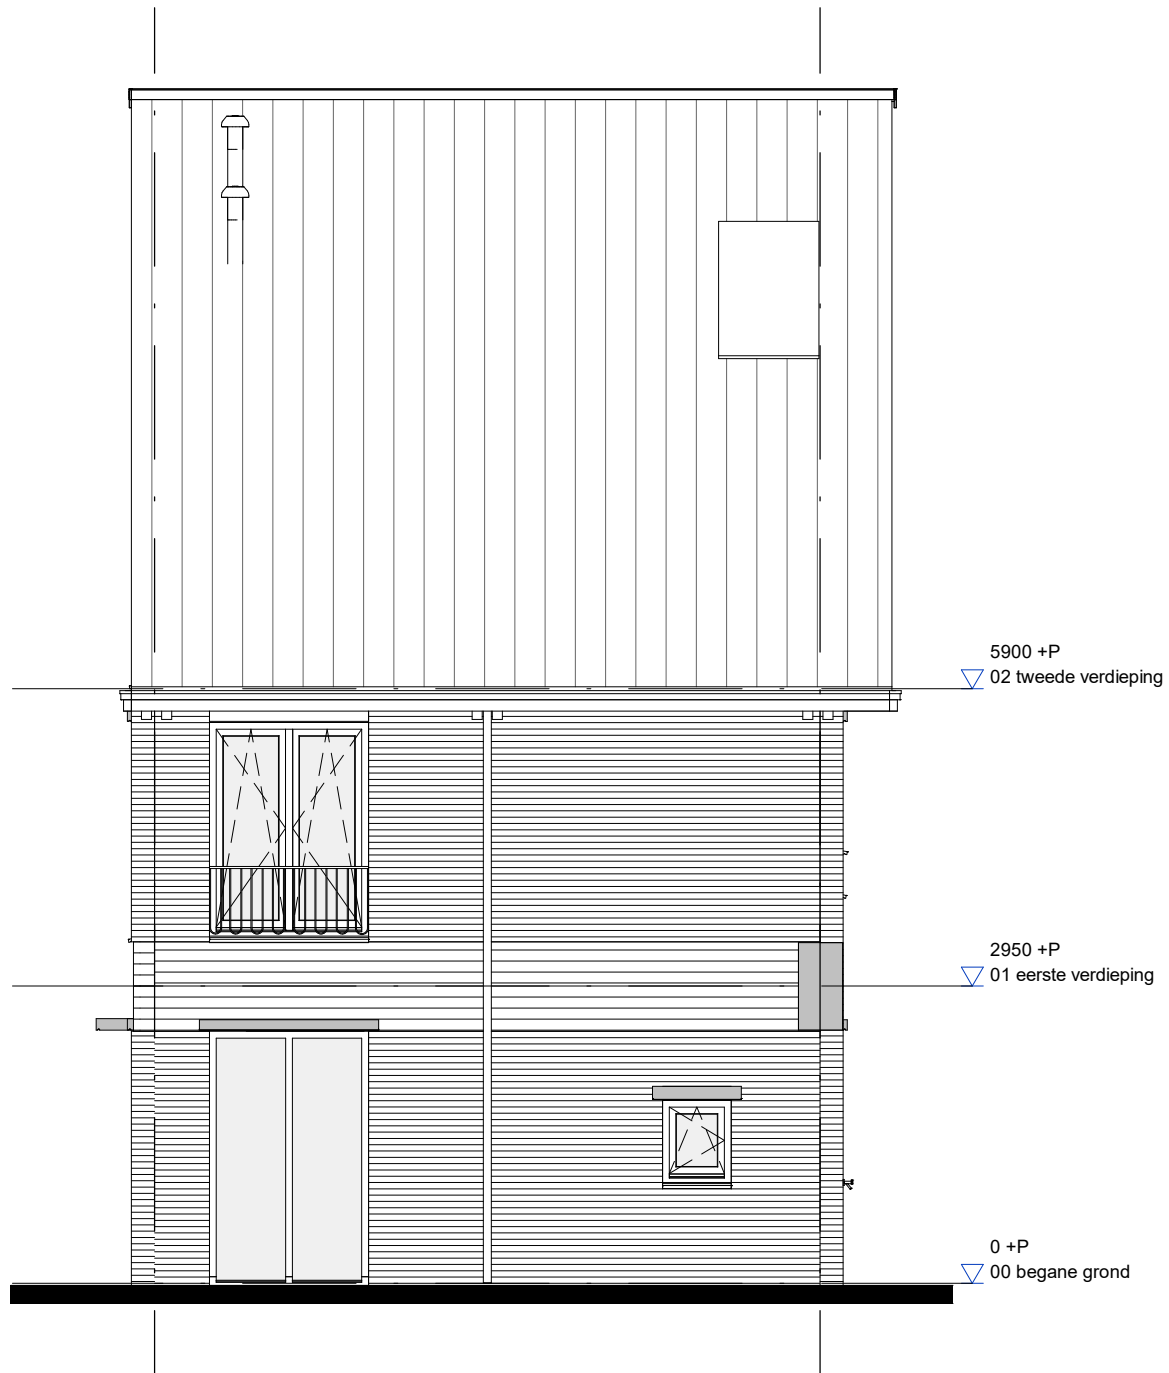 5900 +P
02 tweede verdieping
2950 +P
01 eerste verdieping
0 +P
00 begane grond